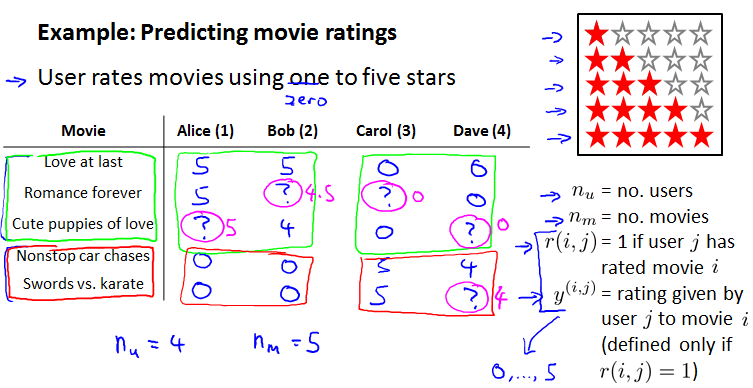 Example: Predicting movie ratings
→ User rates movies using one to five stars
zero
Movie Alice (1) Bob (2) Carol (3) Dave (4)
Love at last 5 5 0 0
Romance forever 5 ? 4.5 ? 0 0
Cute puppies of love ? 5 4 0 ? 0
Nonstop car chases 0 0 5 4
Swords vs. karate 0 0 5 ? 4
n_u = 4 n_m = 5
→ n_u = no. users
→ n_m = no. movies
→ r(i, j) = 1 if user j has
rated movie i
→ y^(i,j) = rating given by
user j to movie i
(defined only if
r(i, j) = 1)
0,...,5